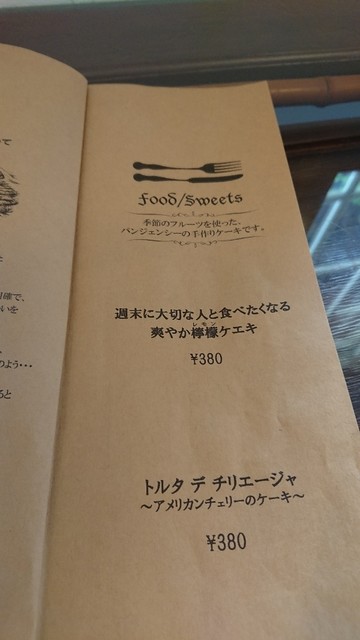 food/sweets
季節のフルーツを使った、
パンジェンシーの手作りケーキです。
週末に大切な人と食べたくなる
爽やか檸檬ケエキ
レモン
¥380
トルタ デ チリエージャ
〜アメリカンチェリーのケーキ〜
¥380